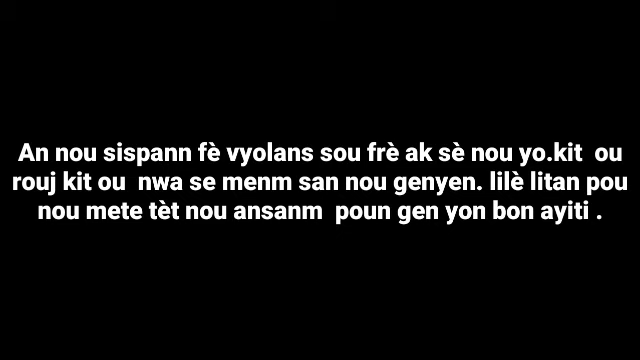 An nou sispann fè vyolans sou frè ak sè nou yo.kit ou
rouj kit ou nwa se menm san nou genyen. lilè litan pou
nou mete tèt nou ansanm poun gen yon bon ayiti .